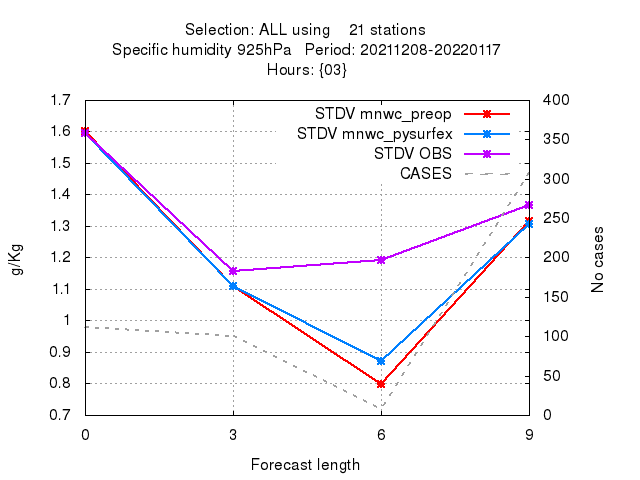 Selection: ALL using    21 stations
Specific humidity 925hPa   Period: 20211208-20220117
Hours: {03}
STDV mnwc_preop
STDV mnwc_pysurfex
STDV OBS
CASES
g/Kg
1.7
1.6
1.5
1.4
1.3
1.2
1.1
1
0.9
0.8
0.7
400
350
300
250
200
150
100
50
0
No cases
0 3 6 9
Forecast length